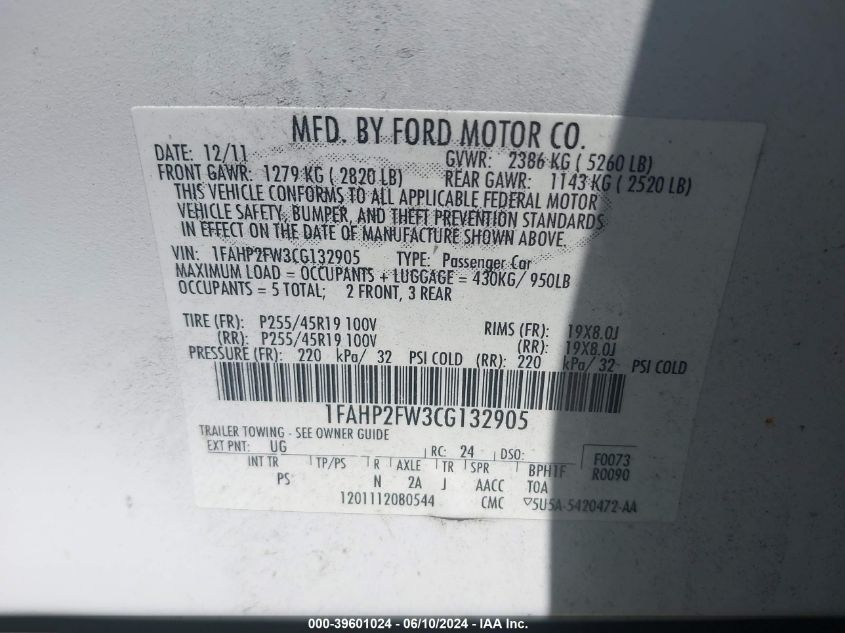 MFD. BY FORD MOTOR CO.
DATE: 12/11 GVWR: 2386 KG ( 5260 LB)
FRONT GAWR: 1279 KG ( 2820 LB) REAR GAWR: 1143 KG ( 2520 LB)
THIS VEHICLE CONFORMS TO ALL APPLICABLE FEDERAL MOTOR
VEHICLE SAFETY, BUMPER, AND THEFT PREVENTION STANDARDS
IN EFFECT ON THE DATE OF MANUFACTURE SHOWN ABOVE.
VIN: 1FAHP2FW3CG132905 TYPE: Passenger Car
MAXIMUM LOAD = OCCUPANTS + LUGGAGE = 430KG/ 950LB
OCCUPANTS = 5 TOTAL; 2 FRONT, 3 REAR
TIRE (FR): P255/45R19 100V RIMS (FR): 19X8.0J
(RR): P255/45R19 100V (RR): 19X8.0J
PRESSURE (FR): 220 kPa/ 32 PSI COLD (RR): 220 kPa/ 32 PSI COLD
1FAHP2FW3CG132905
TRAILER TOWING - SEE OWNER GUIDE
EXT PNT: UG RC: 24 DSO: F0073
INT TR TP/PS R AXLE TR SPR BPH1F R0090
PS N 2A J AACC TOA
1201112080544 CMC ▽5U5A-5420472-AA
000-39601024 - 06/10/2024 - IAA Inc.